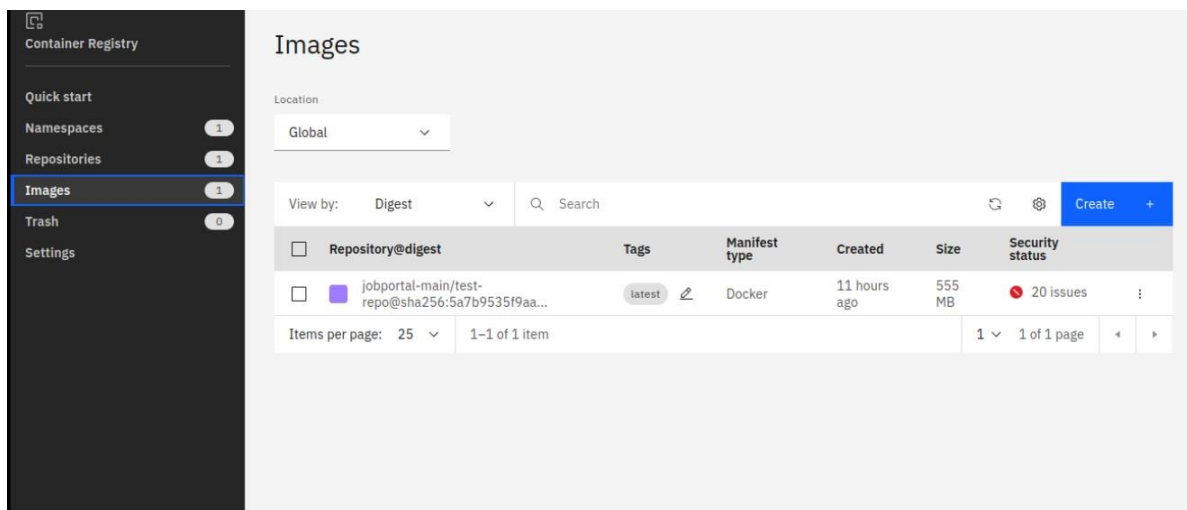 Container Registry
Quick start
Namespaces 1
Repositories 1
Images 1
Trash 0
Settings
Images
Location
Global
View by: Digest Search Create +
Repository@digest Tags Manifest type Created Size Security status
jobportal-main/test-
repo@sha256:5a7b9535f9aa... latest Docker 11 hours ago 555 MB 20 issues
Items per page: 25 1–1 of 1 item 1 1 of 1 page